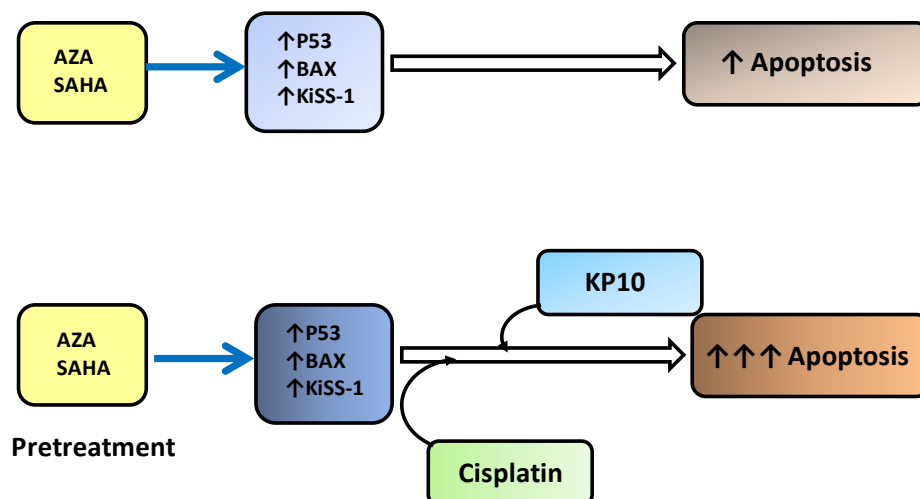 AZA
SAHA
↑P53
↑BAX
↑KiSS-1
↑ Apoptosis
KP10
AZA
SAHA
↑P53
↑BAX
↑KiSS-1
↑↑↑ Apoptosis
Pretreatment
Cisplatin